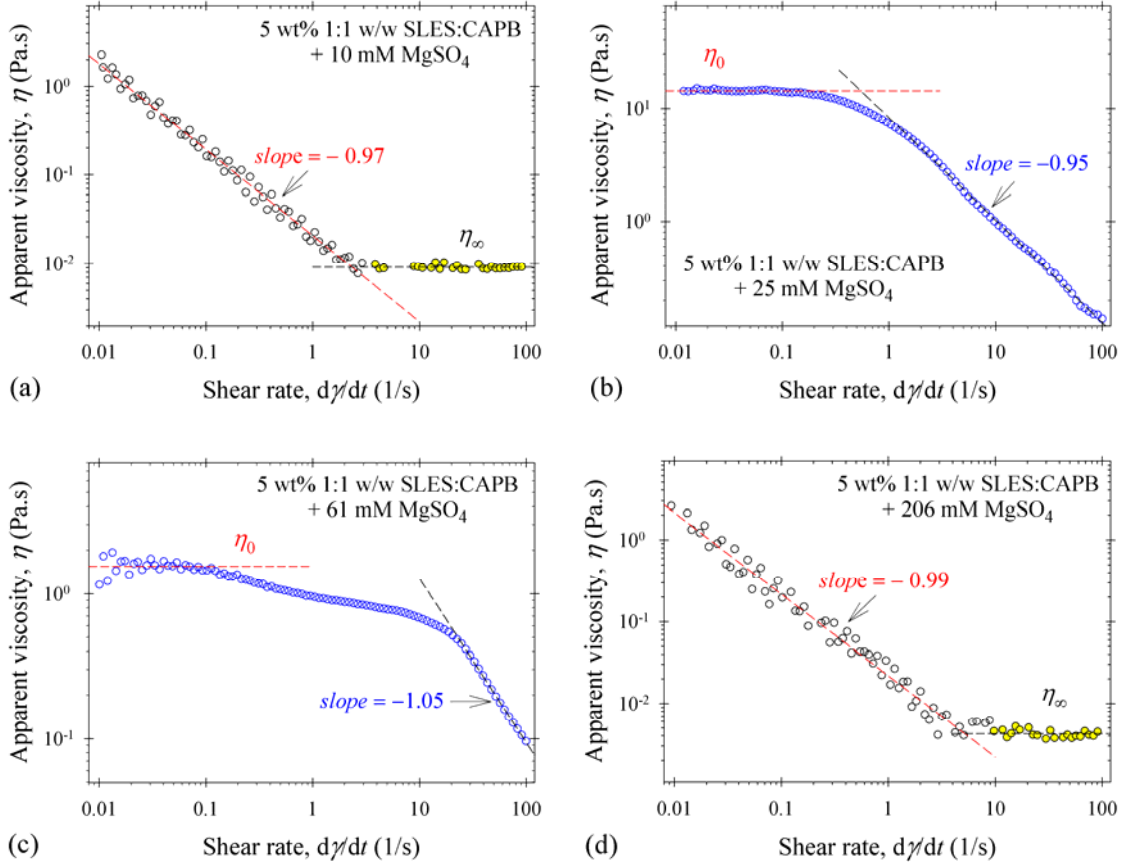 5 wt% 1:1 w/w SLES:CAPB
+ 10 mM MgSO4
Apparent viscosity, η (Pa.s)
10^0
10^-1
10^-2
slope = − 0.97
η∞
0.01 0.1 1 10 100
(a)
Shear rate, dγ/dt (1/s)
Apparent viscosity, η (Pa.s)
η0
10^1
10^0
slope = −0.95
5 wt% 1:1 w/w SLES:CAPB
+ 25 mM MgSO4
0.01 0.1 1 10 100
(b)
Shear rate, dγ/dt (1/s)
5 wt% 1:1 w/w SLES:CAPB
+ 61 mM MgSO4
Apparent viscosity, η (Pa.s)
η0
10^0
10^-1
slope = −1.05
0.01 0.1 1 10 100
(c)
Shear rate, dγ/dt (1/s)
5 wt% 1:1 w/w SLES:CAPB
+ 206 mM MgSO4
Apparent viscosity, η (Pa.s)
10^0
10^-1
10^-2
slope = − 0.99
η∞
0.01 0.1 1 10 100
(d)
Shear rate, dγ/dt (1/s)